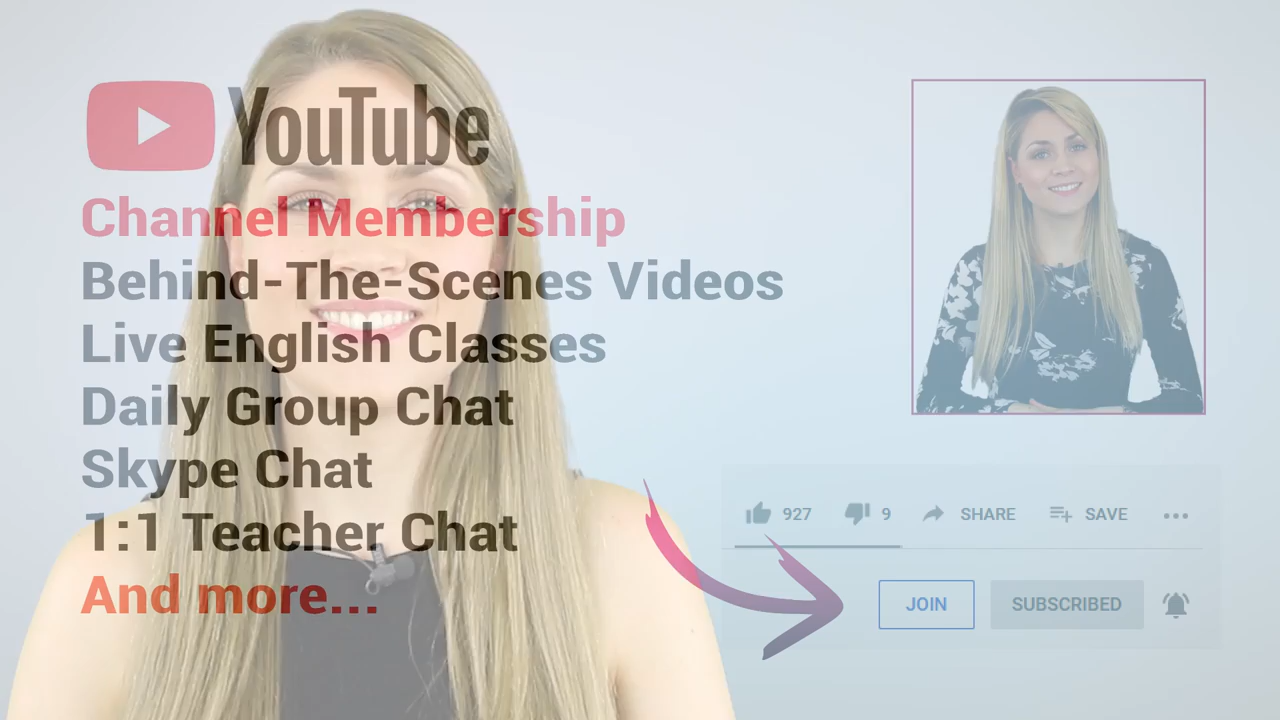 YouTube
Channel Membership
Behind-The-Scenes Videos
Live English Classes
Daily Group Chat
Skype Chat
1:1 Teacher Chat
And more...
927 9 SHARE SAVE
JOIN SUBSCRIBED